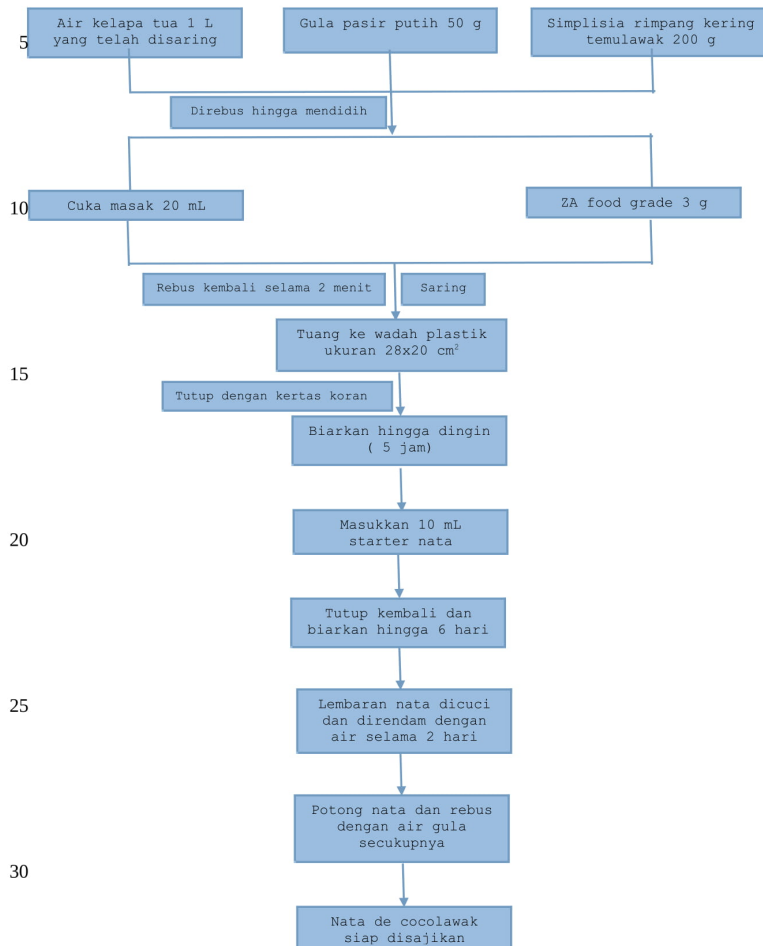 Air kelapa tua 1 L
yang telah disaring
Gula pasir putih 50 g
Simplisia rimpang kering
temulawak 200 g
5
Direbus hingga mendidih
10
Cuka masak 20 mL
ZA food grade 3 g
Rebus kembali selama 2 menit
Saring
Tuang ke wadah plastik
ukuran 28x20 cm²
15
Tutup dengan kertas koran
Biarkan hingga dingin
( 5 jam)
20
Masukkan 10 mL
starter nata
Tutup kembali dan
biarkan hingga 6 hari
25
Lembaran nata dicuci
dan direndam dengan
air selama 2 hari
Potong nata dan rebus
dengan air gula
secukupnya
30
Nata de cocolawak
siap disajikan